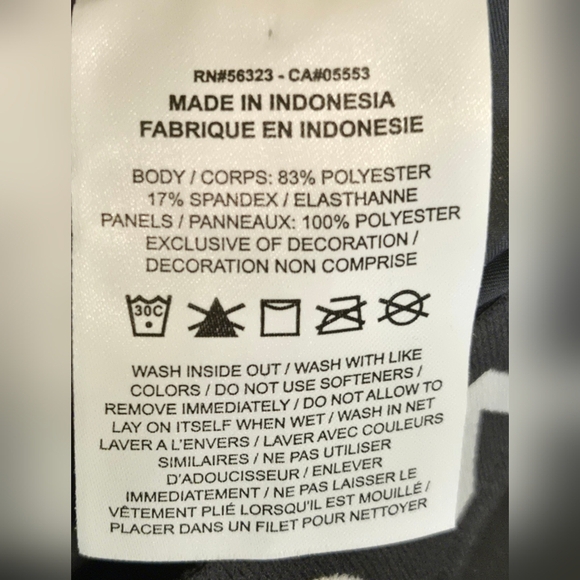 RN#56323 - CA#05553
MADE IN INDONESIA
FABRIQUE EN INDONESIE
BODY / CORPS: 83% POLYESTER
17% SPANDEX / ELASTHANNE
PANELS / PANNEAUX: 100% POLYESTER
EXCLUSIVE OF DECORATION /
DECORATION NON COMPRISE
30C
WASH INSIDE OUT / WASH WITH LIKE
COLORS / DO NOT USE SOFTENERS /
REMOVE IMMEDIATELY / DO NOT ALLOW TO
LAY ON ITSELF WHEN WET / WASH IN NET
LAVER A L'ENVERS / LAVER AVEC COULEURS
SIMILAIRES / NE PAS UTILISER
D'ADOUCISSEUR / ENLEVER
IMMEDIATEMENT / NE PAS LAISSER LE
VÊTEMENT PLIÉ LORSQU'IL EST MOUILLÉ /
PLACER DANS UN FILET POUR NETTOYER